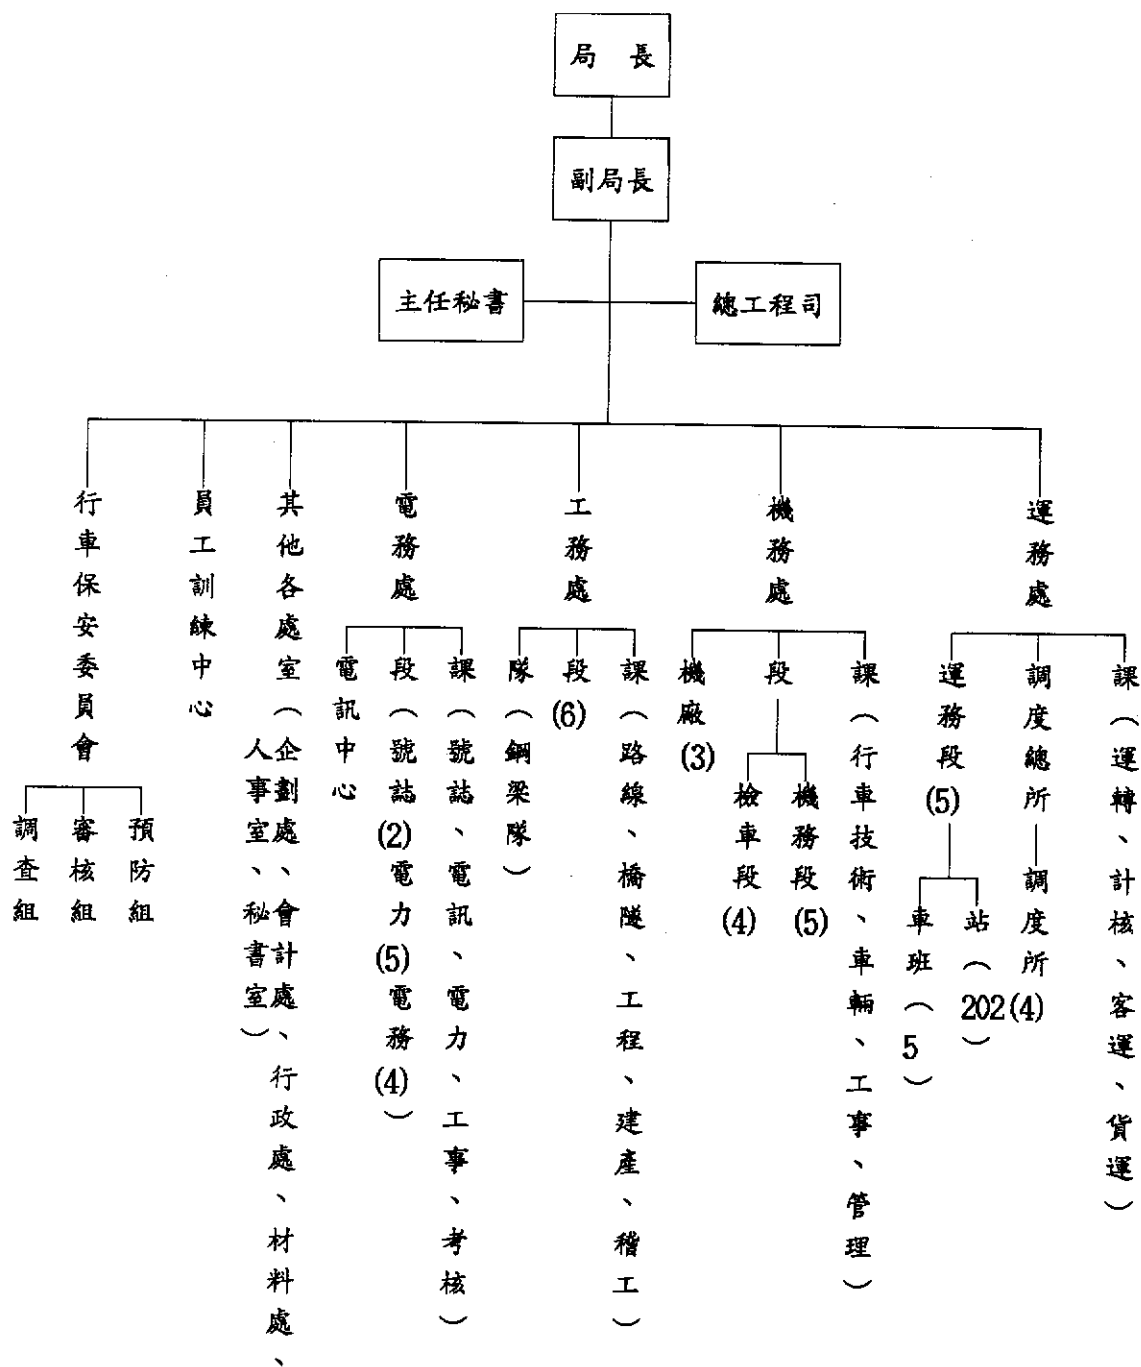 局長
副局長
主任秘書
總工程司
行車保安委員會
調查組
審核組
預防組
員工訓練中心
其他各處室（企劃處、會計處、行政處、材料處、
人事室、秘書室）
電務處
電訊中心
段（號誌(2)電力(5)電務(4)）
課（號誌、電訊、電力、工事、考核）
工務處
隊（鋼梁隊）
段(6)
課（路線、橋隧、工程、建產、稽工）
機務處
機廠(3)
段
檢車段(4)
機務段(5)
課（行車技術、車輛、工事、管理）
運務處
運務段(5)
車班（5）
站（202）
調度總所
調度所(4)
課（運轉、計核、客運、貨運）